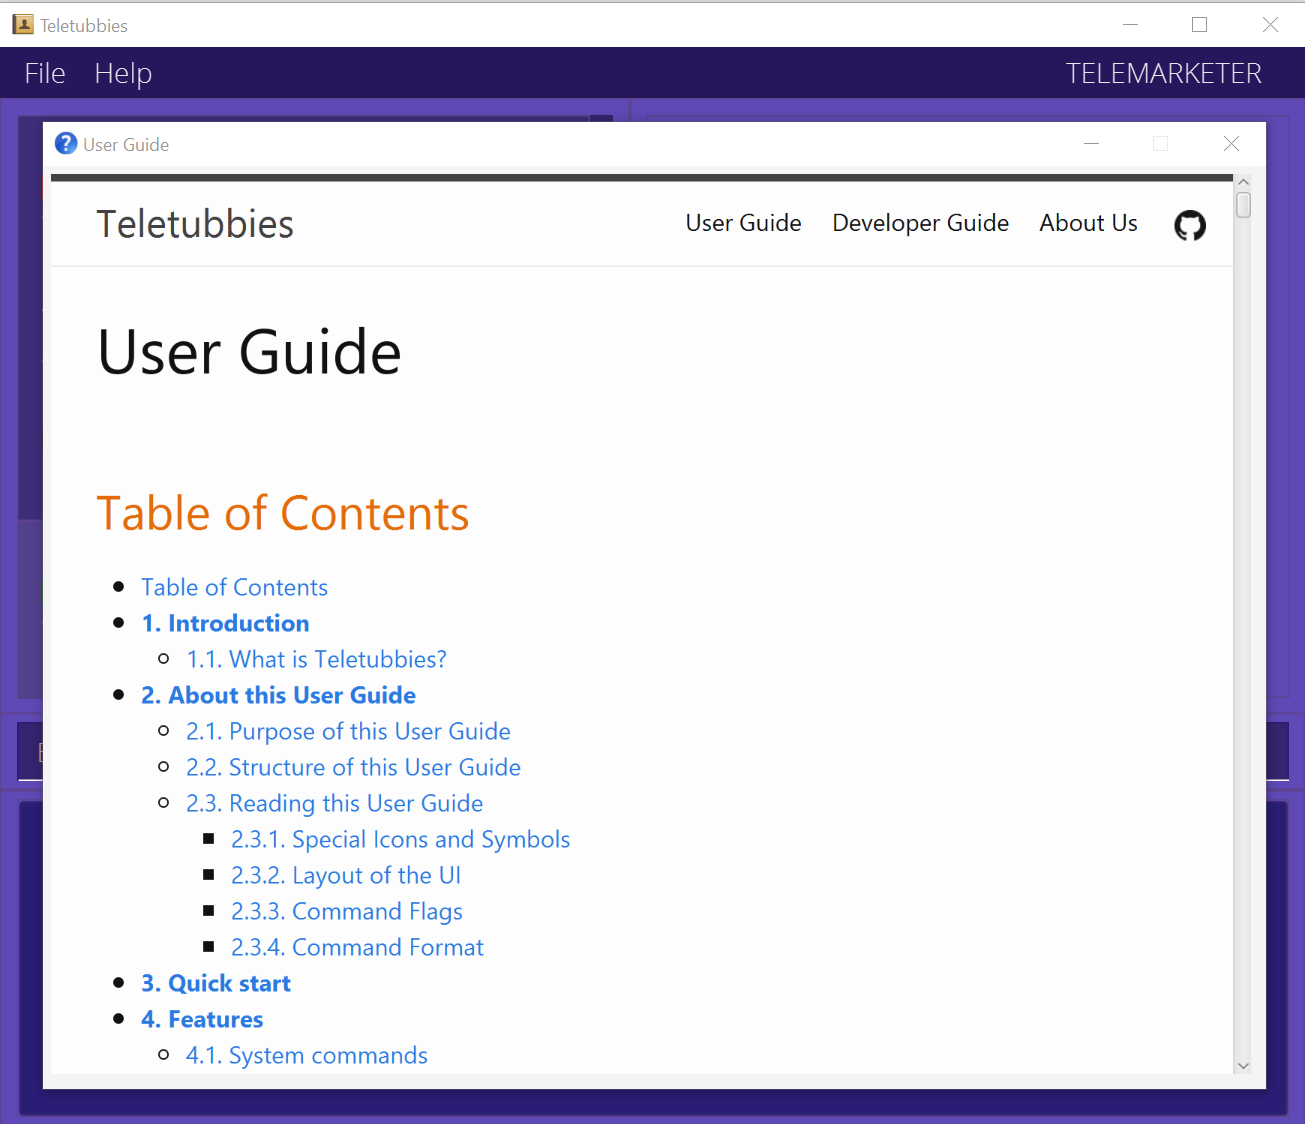 Teletubbies
File Help TELEMARKETER
User Guide
Teletubbies User Guide Developer Guide About Us
User Guide
Table of Contents
Table of Contents
1. Introduction
1.1. What is Teletubbies?
2. About this User Guide
2.1. Purpose of this User Guide
2.2. Structure of this User Guide
2.3. Reading this User Guide
2.3.1. Special Icons and Symbols
2.3.2. Layout of the UI
2.3.3. Command Flags
2.3.4. Command Format
3. Quick start
4. Features
4.1. System commands